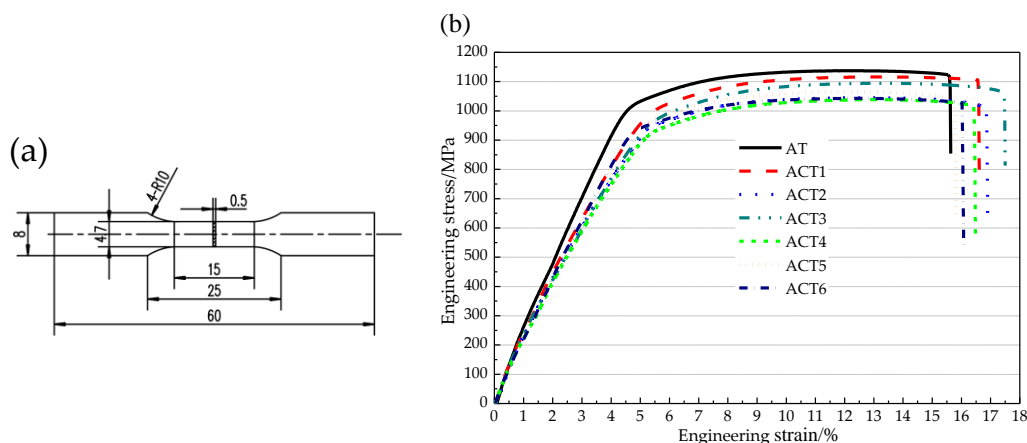 (a)
4-R10
0.5
8
4.7
15
25
60
(b)
Engineering stress/MPa
1200
1100
1000
900
800
700
600
500
400
300
200
100
0
AT
ACT1
ACT2
ACT3
ACT4
ACT5
ACT6
0 1 2 3 4 5 6 7 8 9 10 11 12 13 14 15 16 17 18
Engineering strain/%